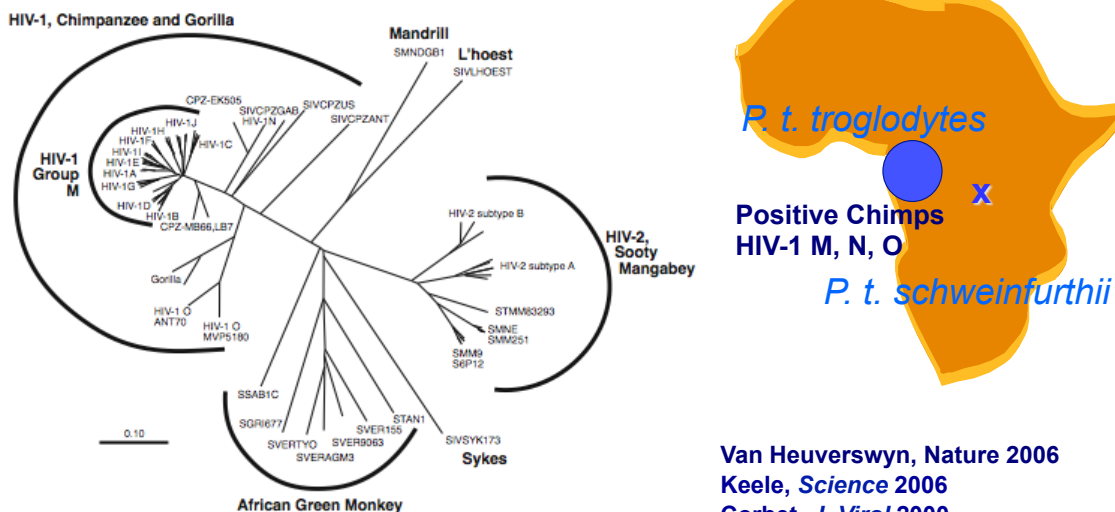 HIV-1, Chimpanzee and Gorilla
Mandrill
SMNDGB1
L'hoest
SIVLHOEST
CPZ-EK505
SIVCPZGAB
HIV-1N
SIVCPZUS
SIVCPZANT
HIV-1J
HIV-1H
HIV-1F
HIV-1C
HIV-1I
HIV-1E
HIV-1A
HIV-1G
HIV-1D
HIV-1B
HIV-1
Group
M
CPZ-MB66,LB7
Gorilla
HIV-1 O
ANT70
HIV-1 O
MVP5180
HIV-2 subtype B
HIV-2 subtype A
HIV-2,
Sooty
Mangabey
STMM83293
SMNE
SMM251
SMM9
S6P12
SSAB1C
SGRI677
SVERTYO
SVERAGM3
SVER9063
SVER155
STAN1
SIVSYK173
Sykes
0.10
African Green Monkey
P. t. troglodytes
x
Positive Chimps
HIV-1 M, N, O
P. t. schweinfurthii
Van Heuverswyn, Nature 2006
Keele, Science 2006
Corbet, J. Virol 2000